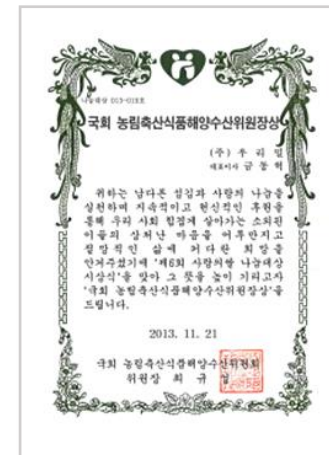 나눔대상 013-018호
국회 농림축산식품해양수산위원장상
(주) 우리밀
대표이사 금동혁
귀하는 남다른 섬김과 사랑의 나눔을
실천하며 지속적이고 헌신적인 후원을
통해 우리 사회 힘겹게 살아가는 소외된
이들의 상처난 마음을 어루만지고
절망적인 삶에 커다란 희망을
안겨주셨기에 '제6회 사랑의쌀 나눔대상
시상식'을 맞아 그 뜻을 높이 기리고자
'국회 농림축산식품해양수산위원장상'을
드립니다.
2013. 11. 21
국회 농림축산식품해양수산위원회
위원장 최규성